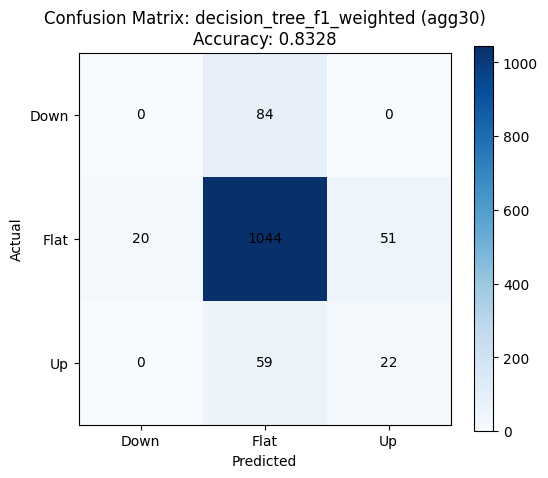 Confusion Matrix: decision_tree_f1_weighted (agg30)
Accuracy: 0.8328
Down 0 84 0
Flat 20 1044 51
Up 0 59 22
Down Flat Up
Predicted
Actual
1000
800
600
400
200
0